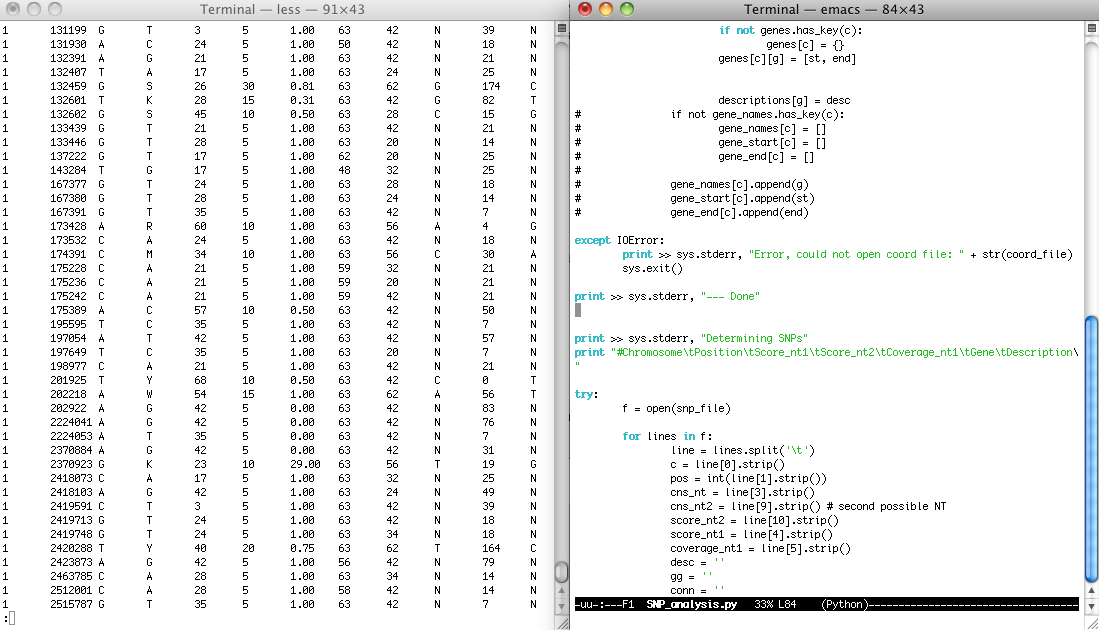 Terminal — less — 91×43
1 131199 G T 3 5 1.00 63 42 N 39 N
1 131930 A C 24 5 1.00 50 42 N 18 N
1 132391 A G 21 5 1.00 63 42 N 21 N
1 132407 T A 17 5 1.00 63 24 N 25 N
1 132459 G S 26 30 0.81 63 62 G 174 C
1 132601 T K 28 15 0.31 63 42 G 82 T
1 132602 G S 45 10 0.50 63 28 C 15 G
1 133439 G T 21 5 1.00 63 42 N 21 N
1 133446 G T 28 5 1.00 63 20 N 14 N
1 137222 G T 17 5 1.00 62 20 N 25 N
1 143284 T G 17 5 1.00 48 32 N 25 N
1 167377 G T 24 5 1.00 63 28 N 18 N
1 167380 G T 28 5 1.00 63 24 N 14 N
1 167391 G T 35 5 1.00 63 42 N 7 N
1 173428 A R 60 10 1.00 63 56 A 4 G
1 173532 C A 24 5 1.00 63 42 N 18 N
1 174391 C M 34 10 1.00 63 56 C 30 A
1 175228 C A 21 5 1.00 59 32 N 21 N
1 175236 C A 21 5 1.00 59 20 N 21 N
1 175242 C A 21 5 1.00 59 42 N 21 N
1 175389 A C 57 10 0.50 63 42 N 50 N
1 195595 T C 35 5 1.00 63 42 N 7 N
1 197054 A T 42 5 1.00 63 42 N 57 N
1 197649 T C 35 5 1.00 63 20 N 7 N
1 198977 C A 21 5 1.00 63 42 N 21 N
1 201925 T Y 68 10 0.50 63 42 C 0 T
1 202218 A W 54 15 1.00 63 62 A 56 T
1 202922 A G 42 5 0.00 63 42 N 83 N
1 2224041 A G 42 5 0.00 63 42 N 76 N
1 2224053 A T 35 5 0.00 63 42 N 7 N
1 2370884 A G 42 5 0.00 63 42 N 31 N
1 2370923 G K 23 10 29.00 63 56 T 19 G
1 2418073 C A 17 5 1.00 63 32 N 25 N
1 2418103 A G 42 5 1.00 63 24 N 49 N
1 2419591 C T 3 5 1.00 63 42 N 39 N
1 2419713 G T 24 5 1.00 63 42 N 18 N
1 2419748 G T 24 5 1.00 63 34 N 18 N
1 2420288 T Y 40 20 0.75 63 62 T 164 C
1 2423873 A G 42 5 1.00 56 42 N 79 N
1 2463785 C A 28 5 1.00 63 34 N 14 N
1 2512001 C A 28 5 1.00 58 42 N 14 N
1 2515787 G T 35 5 1.00 63 42 N 7 N
:
Terminal — emacs — 84×43
if not genes.has_key(c):
genes[c] = {}
genes[c][g] = [st, end]
descriptions[g] = desc
# if not gene_names.has_key(c):
# gene_names[c] = []
# gene_start[c] = []
# gene_end[c] = []
#
# gene_names[c].append(g)
# gene_start[c].append(st)
# gene_end[c].append(end)
except IOError:
print >> sys.stderr, "Error, could not open coord file: " + str(coord_file)
sys.exit()
print >> sys.stderr, "--- Done"
print >> sys.stderr, "Determining SNPs"
print "#Chromosome\tPosition\tScore_nt1\tScore_nt2\tCoverage_nt1\tGene\tDescription\
"
try:
f = open(snp_file)
for lines in f:
line = lines.split('\t')
c = line[0].strip()
pos = int(line[1].strip())
cns_nt = line[3].strip()
cns_nt2 = line[9].strip() # second possible NT
score_nt2 = line[10].strip()
score_nt1 = line[4].strip()
coverage_nt1 = line[5].strip()
desc = ''
gg = ''
conn = ''
-uu-:---F1 SNP_analysis.py 33% L84 (Python)-----------------------------------